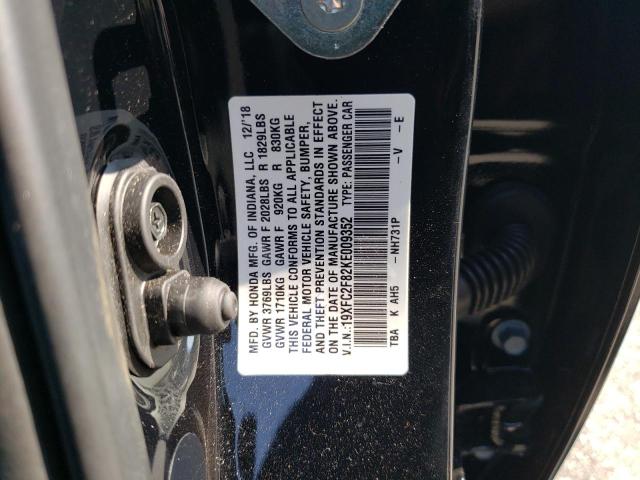 MFD. BY HONDA MFG. OF INDIANA, LLC 12/'18
GVWR 3769LBS GAWR F 2028LBS R 1829LBS
GVWR 1710KG GAWR F 920KG R 830KG
THIS VEHICLE CONFORMS TO ALL APPLICABLE
FEDERAL MOTOR VEHICLE SAFETY, BUMPER,
AND THEFT PREVENTION STANDARDS IN EFFECT
ON THE DATE OF MANUFACTURE SHOWN ABOVE.
V.I.N.:19XFC2F82KE009352 TYPE: PASSENGER CAR
TBA K AH5 -NH731P -V -E